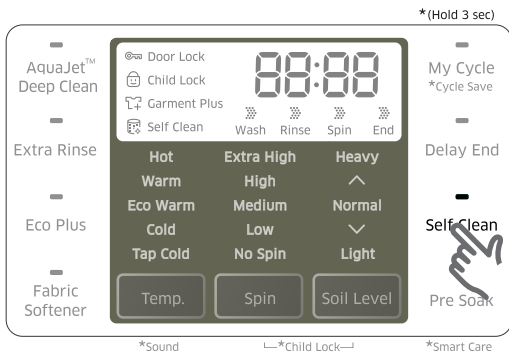 *(Hold 3 sec)
AquaJet™
Deep Clean
Extra Rinse
Eco Plus
Fabric
Softener
Door Lock
Child Lock
Garment Plus
Self Clean
88:88
Wash Rinse Spin End
Hot Extra High Heavy
Warm High
Eco Warm Medium Normal
Cold Low
Tap Cold No Spin Light
Temp. Spin Soil Level
My Cycle
*Cycle Save
Delay End
Self Clean
Pre Soak
*Sound *Child Lock *Smart Care